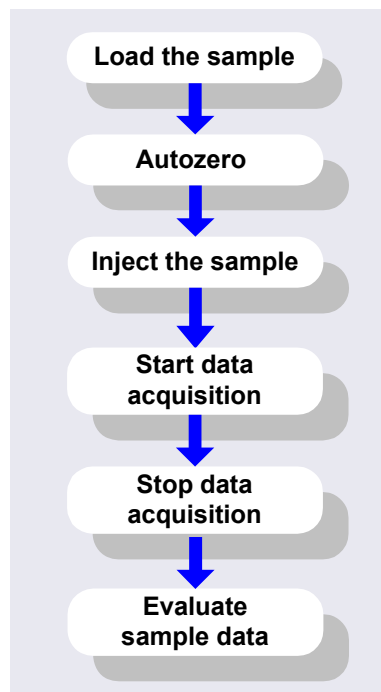 Load the sample
Autozero
Inject the sample
Start data
acquisition
Stop data
acquisition
Evaluate
sample data